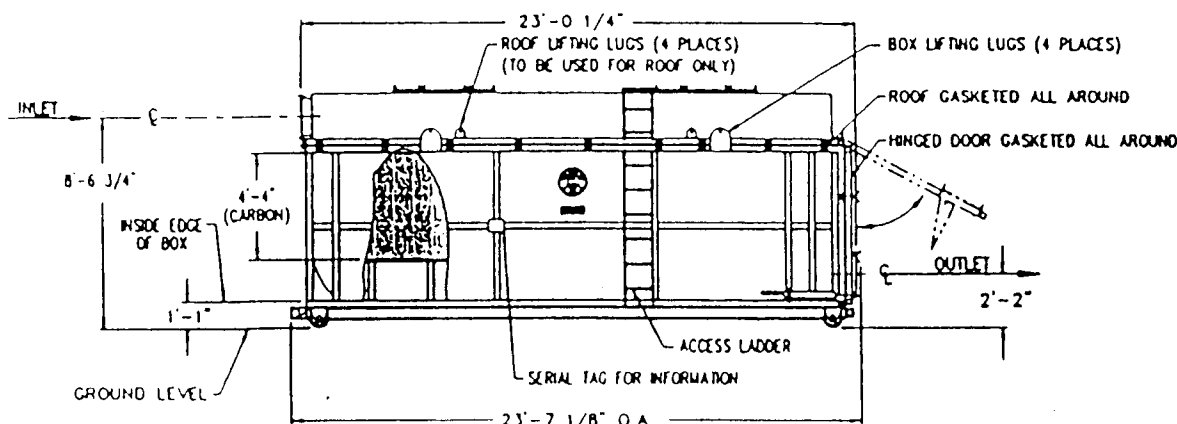 23'-0 1/4"
ROOF LIFTING LUGS (4 PLACES)
(TO BE USED FOR ROOF ONLY)
BOX LIFTING LUGS (4 PLACES)
INLET
℄
ROOF GASKETED ALL AROUND
HINGED DOOR GASKETED ALL AROUND
8'-6 3/4"
4'-4"
(CARBON)
INSIDE EDGE
OF BOX
℄
OUTLET
2'-2"
1'-1"
ACCESS LADDER
SERIAL TAG FOR INFORMATION
GROUND LEVEL
23'-7 1/8" O.A.